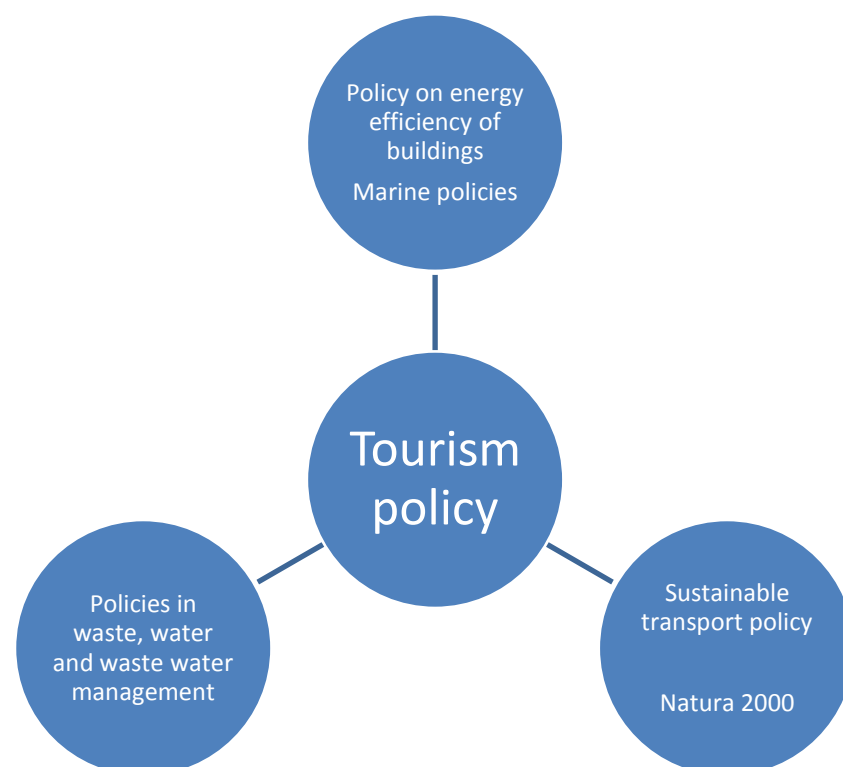 Policy on energy
efficiency of
buildings
Marine policies
Tourism
policy
Policies in
waste, water
and waste water
management
Sustainable
transport policy
Natura 2000